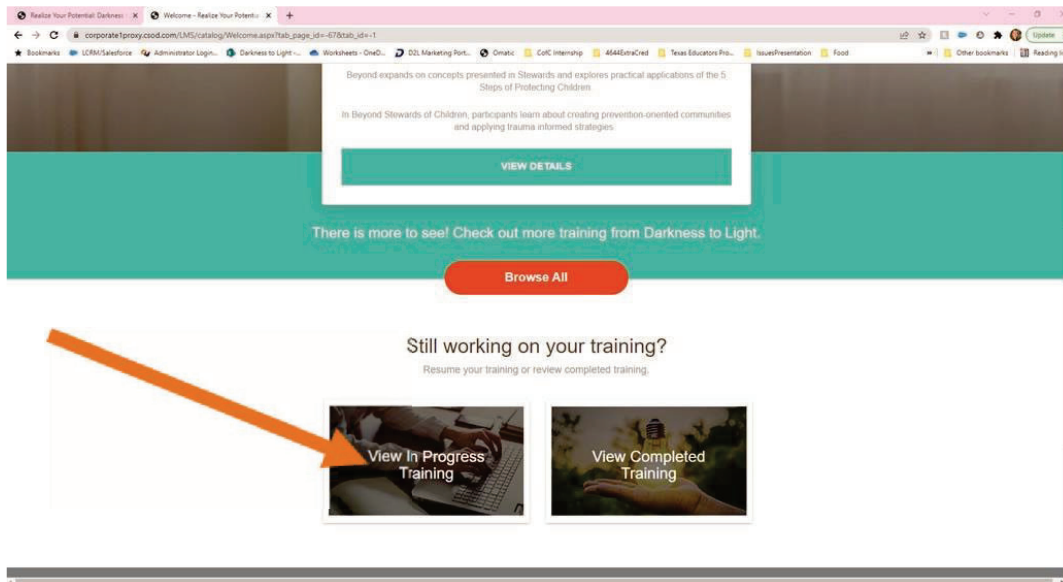 Realize Your Potential: Darkness
Welcome - Realize Your Potentia
corporate1proxy.csod.com/LMS/catalog/Welcome.aspx?tab_page_id=-67&tab_id=-1
Update
Bookmarks LCRM/Salesforce Administrator Login... Darkness to Light -... Worksheets - OneD... D2L Marketing Port... Omatic CofC Internship 4644ExtraCred Texas Educators Pro... IssuesPresentation Food » Other bookmarks Reading
Beyond expands on concepts presented in Stewards and explores practical applications of the 5
Steps of Protecting Children
In Beyond Stewards of Children, participants learn about creating prevention-oriented communities
and applying trauma informed strategies
VIEW DETAILS
There is more to see! Check out more training from Darkness to Light.
Browse All
Still working on your training?
Resume your training or review completed training.
View In Progress
Training
View Completed
Training